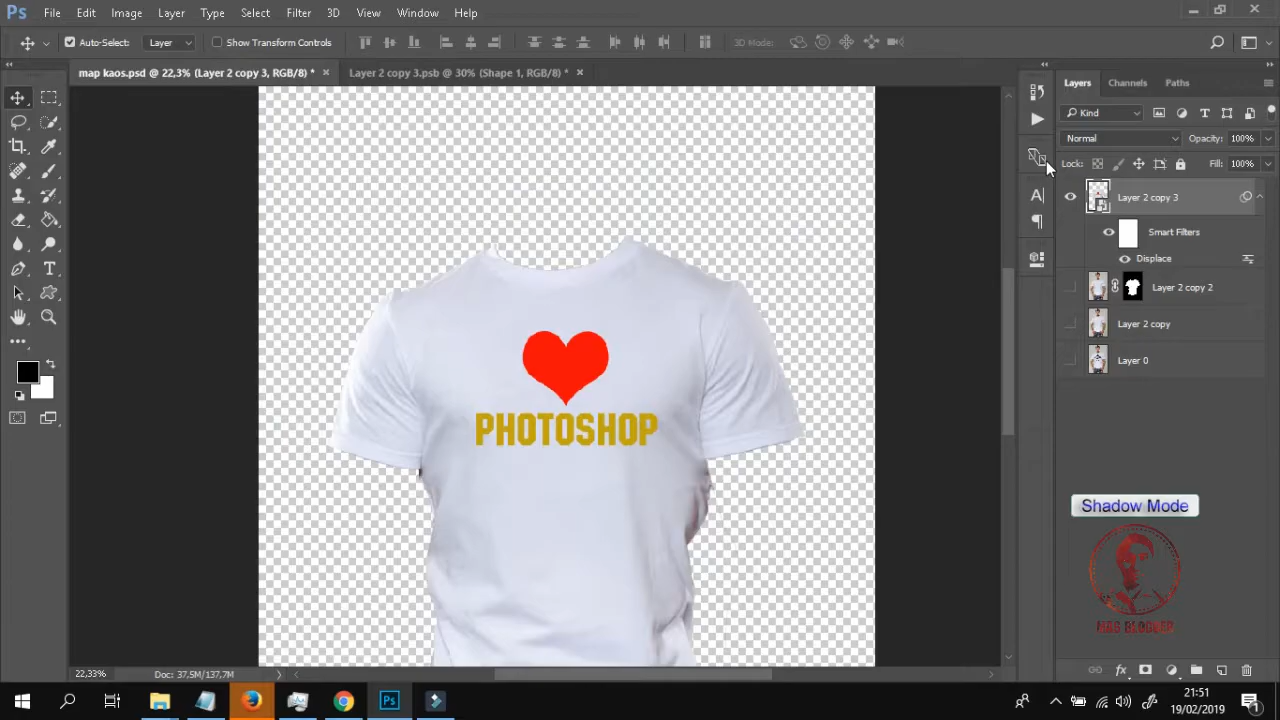 Ps File Edit Image Layer Type Select Filter 3D View Window Help
Auto-Select: Layer Show Transform Controls 3D Mode:
map kaos.psd @ 22,3% (Layer 2 copy 3, RGB/8) * Layer 2 copy 3.psb @ 30% (Shape 1, RGB/8) *
Layers Channels Paths
Kind
Normal Opacity: 100%
Lock: Fill: 100%
Layer 2 copy 3
Smart Filters
Displace
Layer 2 copy 2
Layer 2 copy
Layer 0
PHOTOSHOP
Shadow Mode
MAS BLOGGER
22,33% Doc: 37.5M/137,7M
Ps
21:51
19/02/2019
1